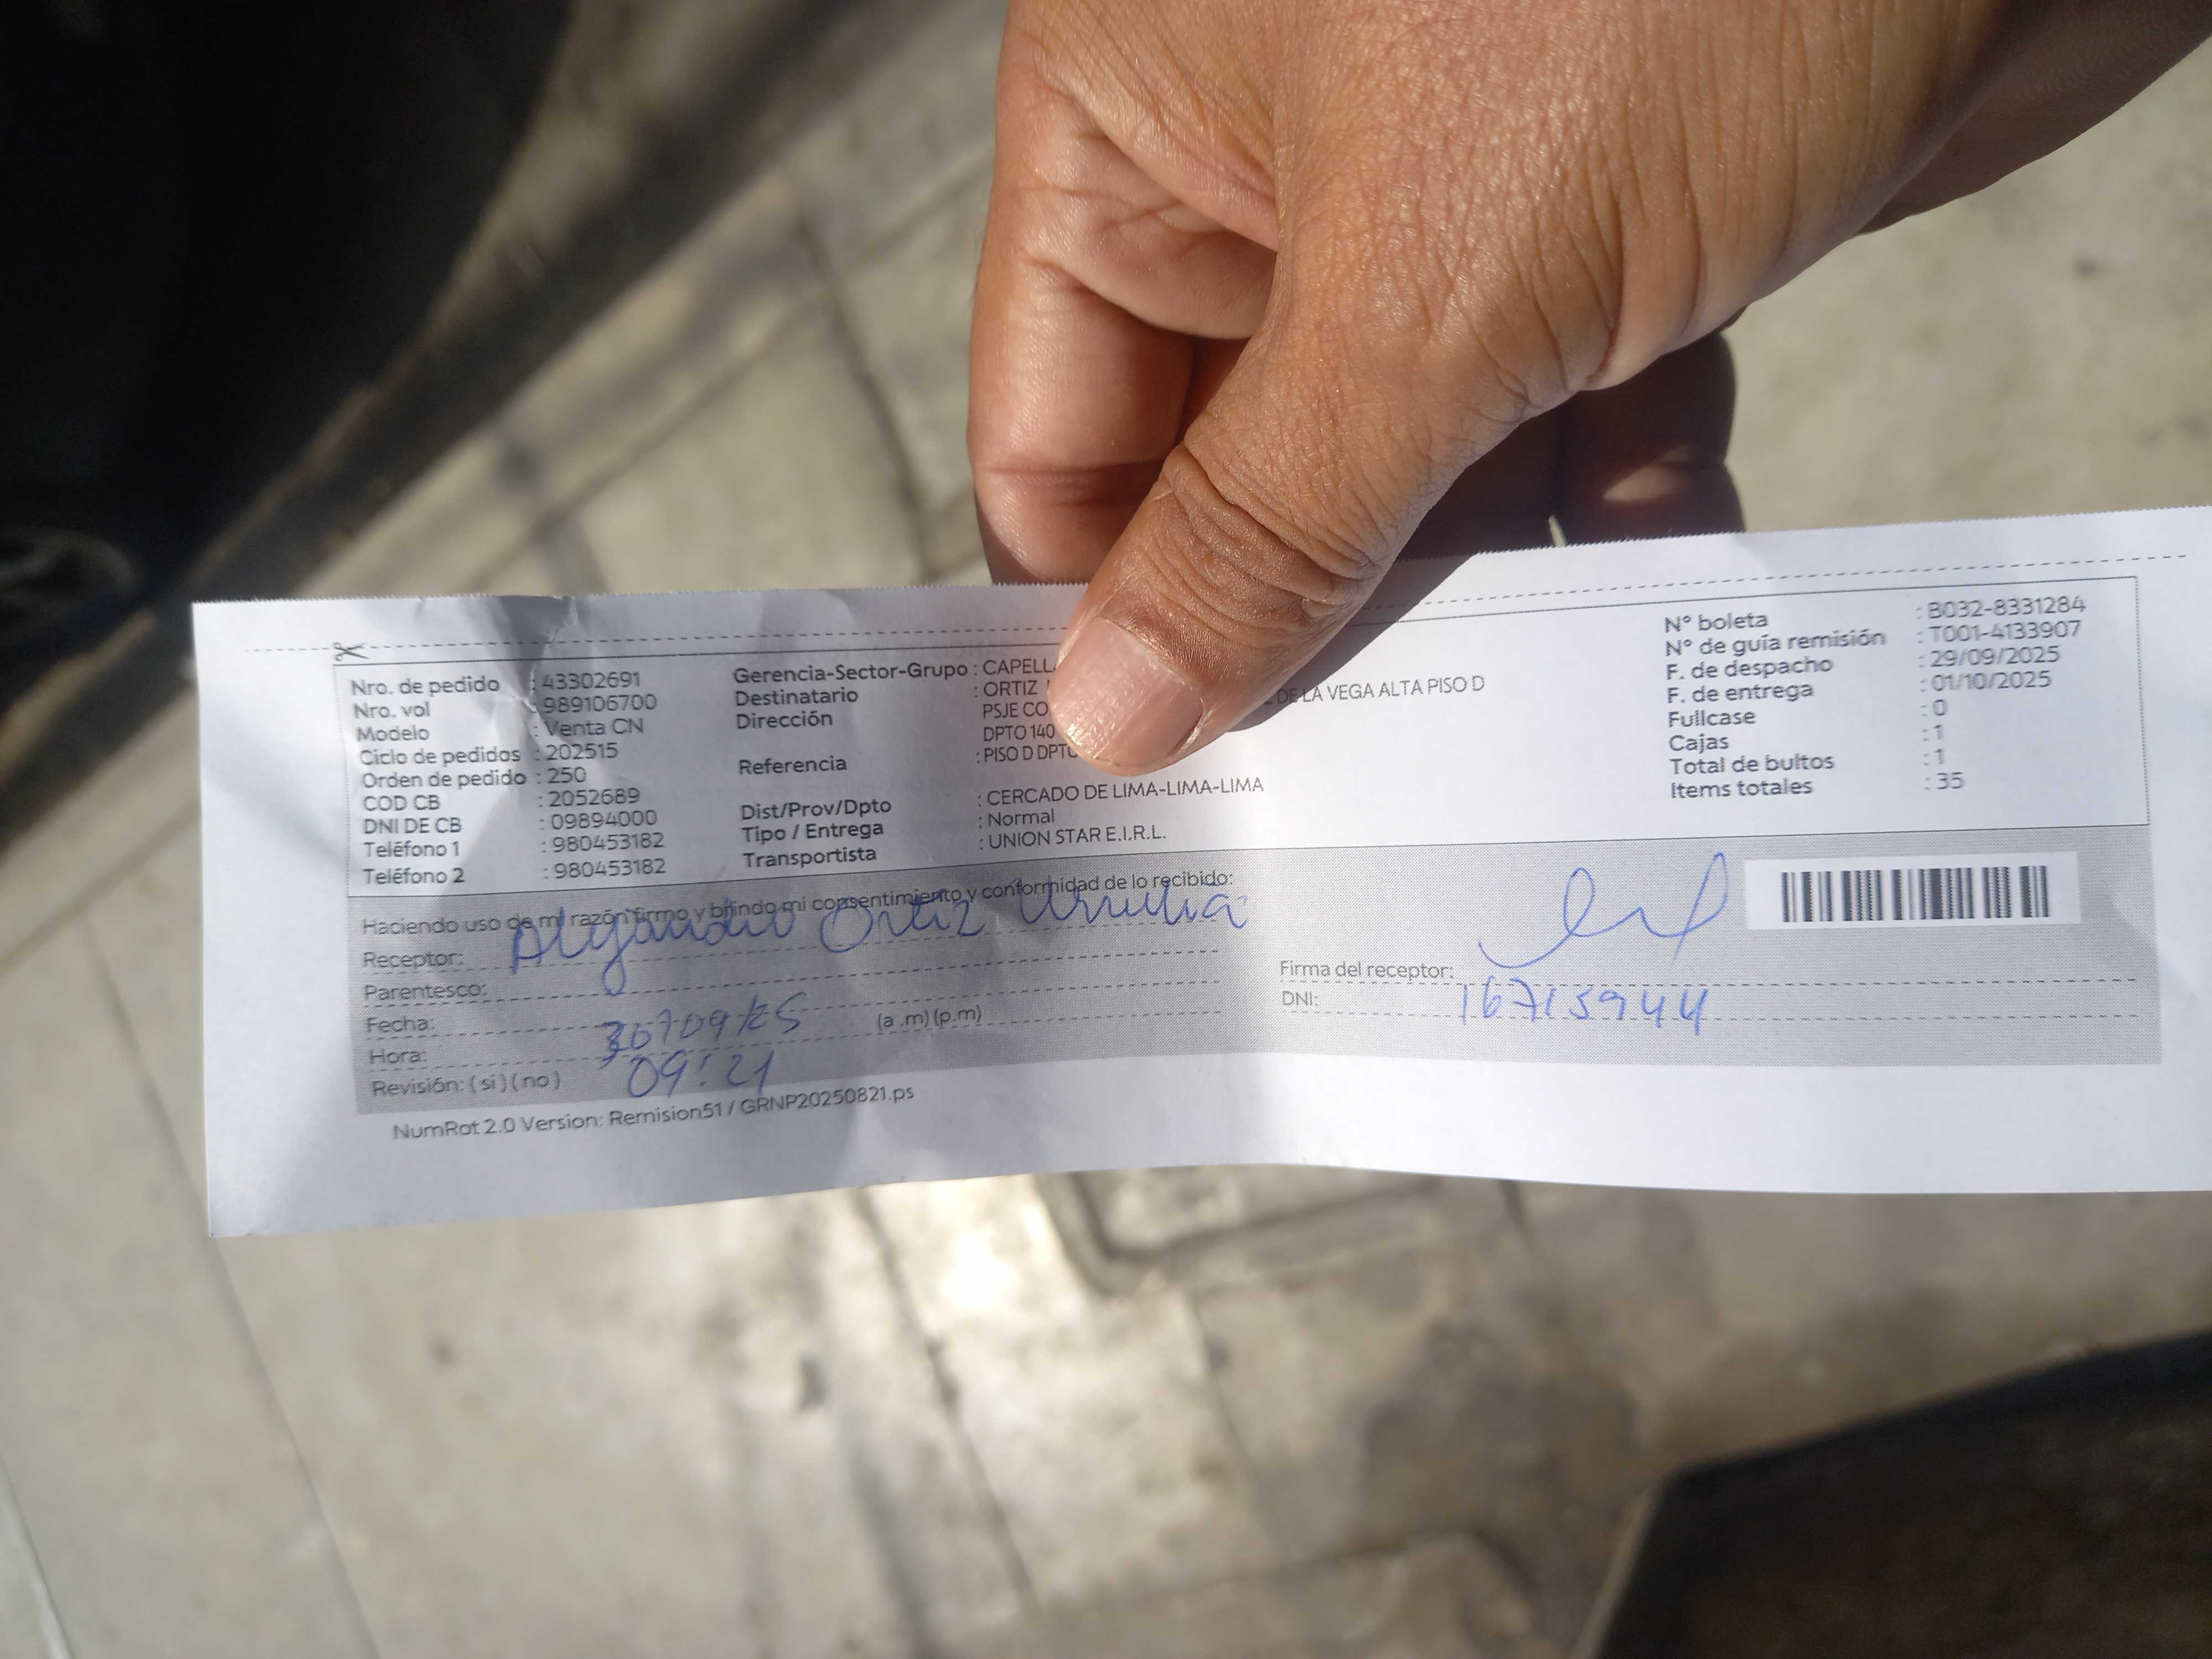 Nro. de pedido : 43302691
Nro. vol : 989106700
Modelo : Venta CN
Ciclo de pedidos : 202515
Orden de pedido : 250
COD CB : 2052689
DNI DE CB : 09894000
Teléfono 1 : 980453182
Teléfono 2 : 980453182
Gerencia-Sector-Grupo : CAPELL
Destinatario : ORTIZ
Dirección PSJE CO DE LA VEGA ALTA PISO D
DPTO 140
Referencia : PISO D DPTO
Dist/Prov/Dpto : CERCADO DE LIMA-LIMA-LIMA
Tipo / Entrega : Normal
Transportista : UNION STAR E.I.R.L.
N° boleta : B032-8331284
N° de guía remisión : T001-4133907
F. de despacho : 29/09/2025
F. de entrega : 01/10/2025
Fullcase : 0
Cajas : 1
Total de bultos : 1
Items totales : 35
Haciendo uso de mi razón firmo y brindo mi consentimiento y conformidad de lo recibido:
Receptor: Alejandro Ortiz
Parentesco:
Fecha: 30/09/25
Hora: 09:21 (a.m)(p.m)
Revisión: (si)(no)
Firma del receptor:
DNI: 16715944
NumRot 2.0 Version: Remision51 / GRNP20250821.ps